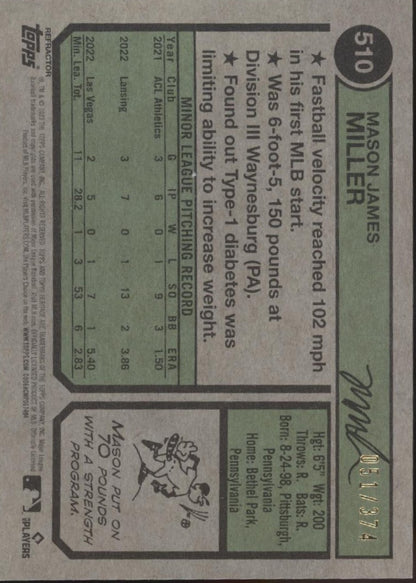 510
MASON JAMES
MILLER
★ Fastball velocity reached 102 mph
in his first MLB start.
★ Was 6-foot-5, 150 pounds at
Division III Waynesburg (PA).
★ Found out Type-1 diabetes was
limiting ability to increase weight.
MINOR LEAGUE PITCHING RECORD
Year Club G IP W L SO BB ERA
2021 ACL Athletics 3 6 0 1 9 3 1.50
2022 Lansing 3 7 0 1 13 2 3.86
2022 Las Vegas 2 5 0 1 7 1 5.40
Min. Lea. Tot. 11 28.2 1 3 53 6 2.83
REFRACTOR
Topps
051/374
Hgt: 6'5" Wgt: 200
Throws: R. Bats: R.
Born: 8-24-98, Pittsburgh,
Pennsylvania
Home: Bethel Park,
Pennsylvania
MASON PUT ON
70 POUNDS
WITH A STRENGTH
PROGRAM.
PLAYERS